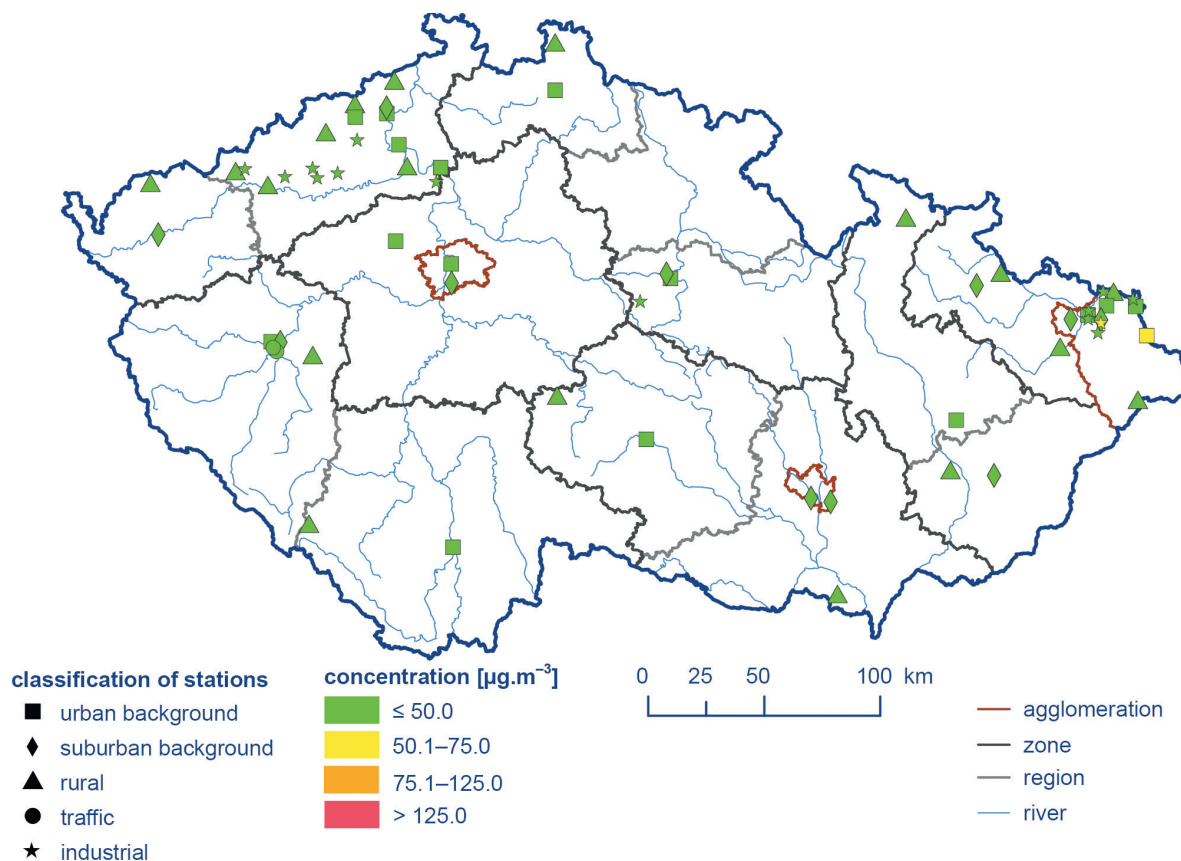 classification of stations
urban background
suburban background
rural
traffic
industrial
concentration [µg.m⁻³]
≤ 50.0
50.1–75.0
75.1–125.0
> 125.0
0 25 50 100 km
agglomeration
zone
region
river